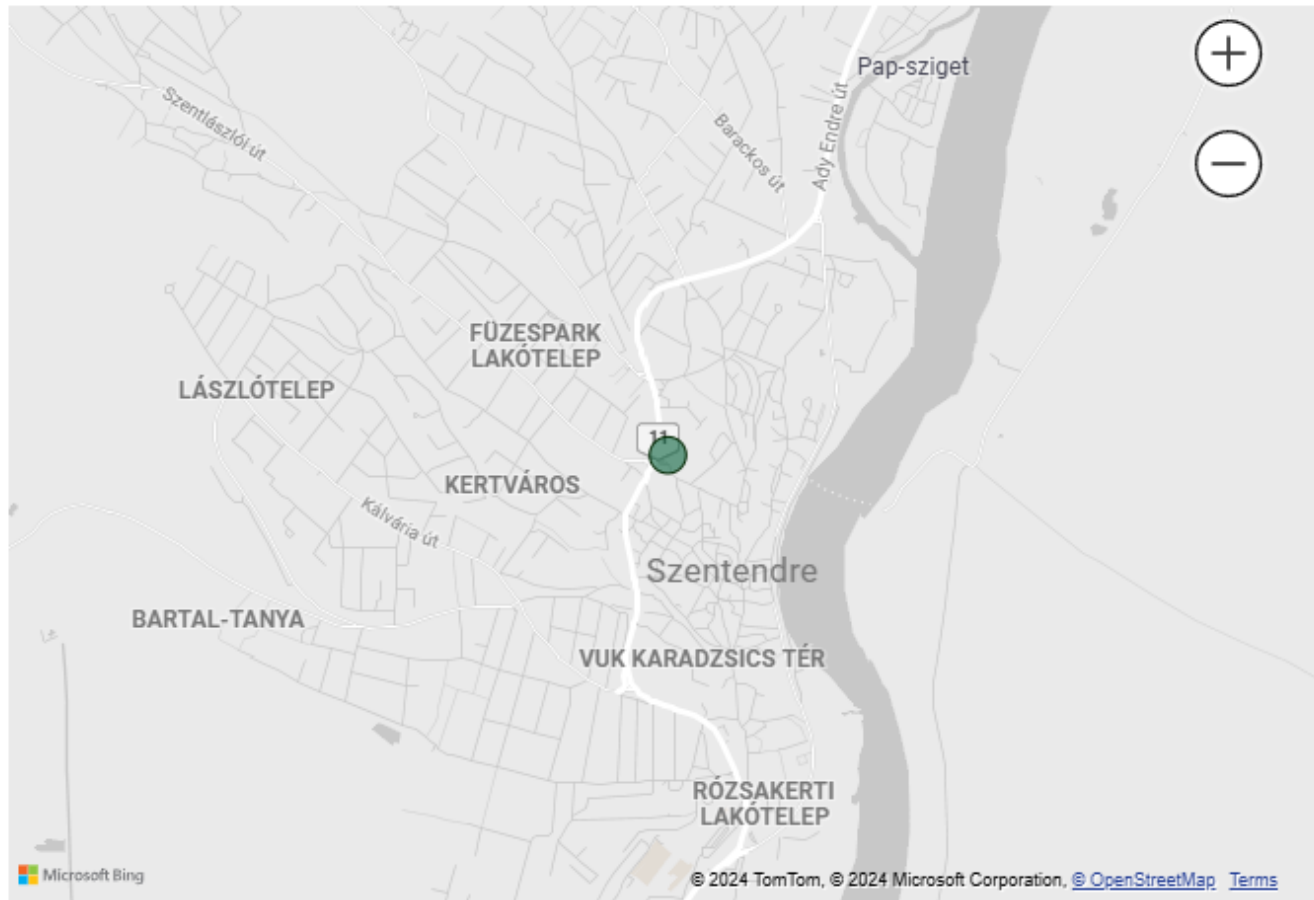 Pap-sziget
Szentlászlói út
Barackos út
Ady Endre út
FÜZESPARK
LAKÓTELEP
LÁSZLÓTELEP
11
KERTVÁROS
Kálvária út
Szentendre
BARTAL-TANYA
VUK KARADZSICS TÉR
RÓZSAKERTI
LAKÓTELEP
Microsoft Bing
© 2024 TomTom, © 2024 Microsoft Corporation, © OpenStreetMap Terms